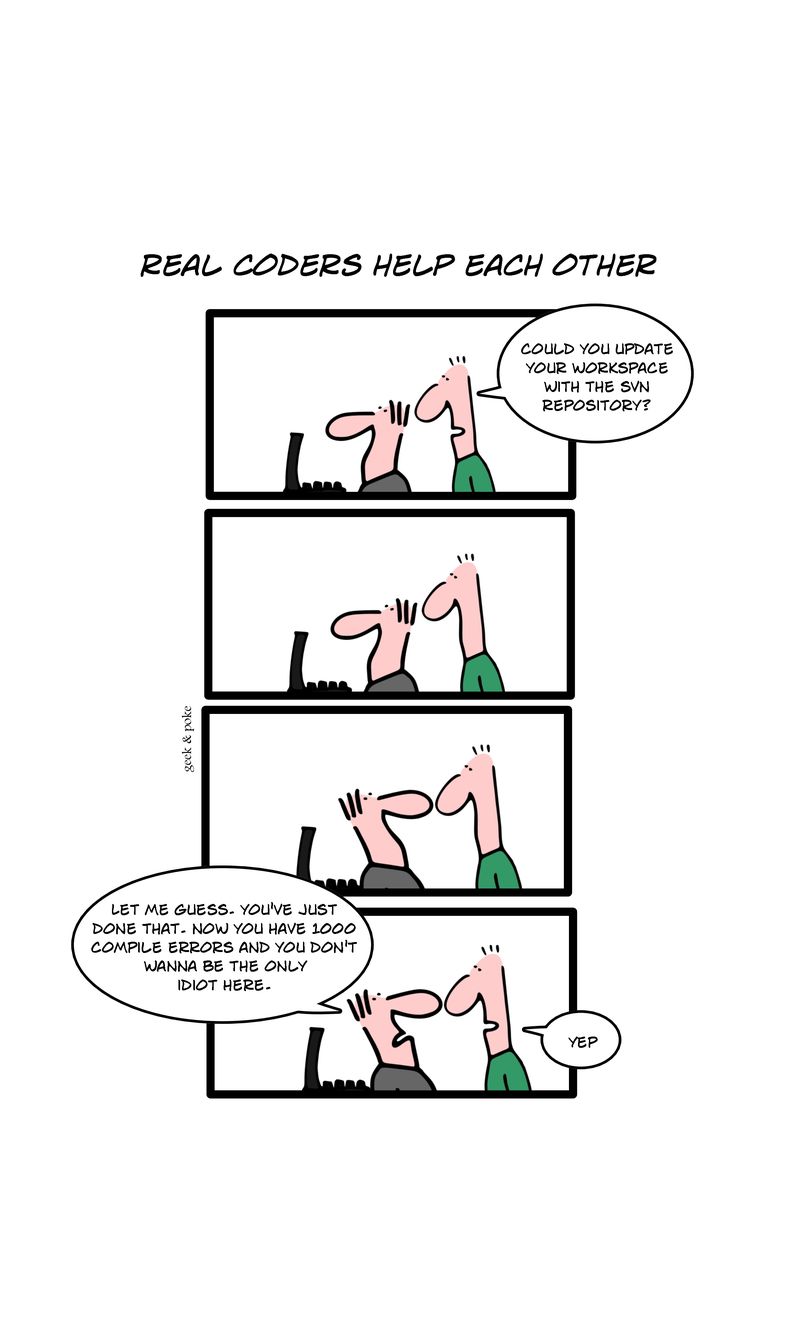 REAL CODERS HELP EACH OTHER
COULD YOU UPDATE
YOUR WORKSPACE
WITH THE SVN
REPOSITORY?
geek & poke
LET ME GUESS. YOU'VE JUST
DONE THAT. NOW YOU HAVE 1000
COMPILE ERRORS AND YOU DON'T
WANNA BE THE ONLY
IDIOT HERE.
YEP